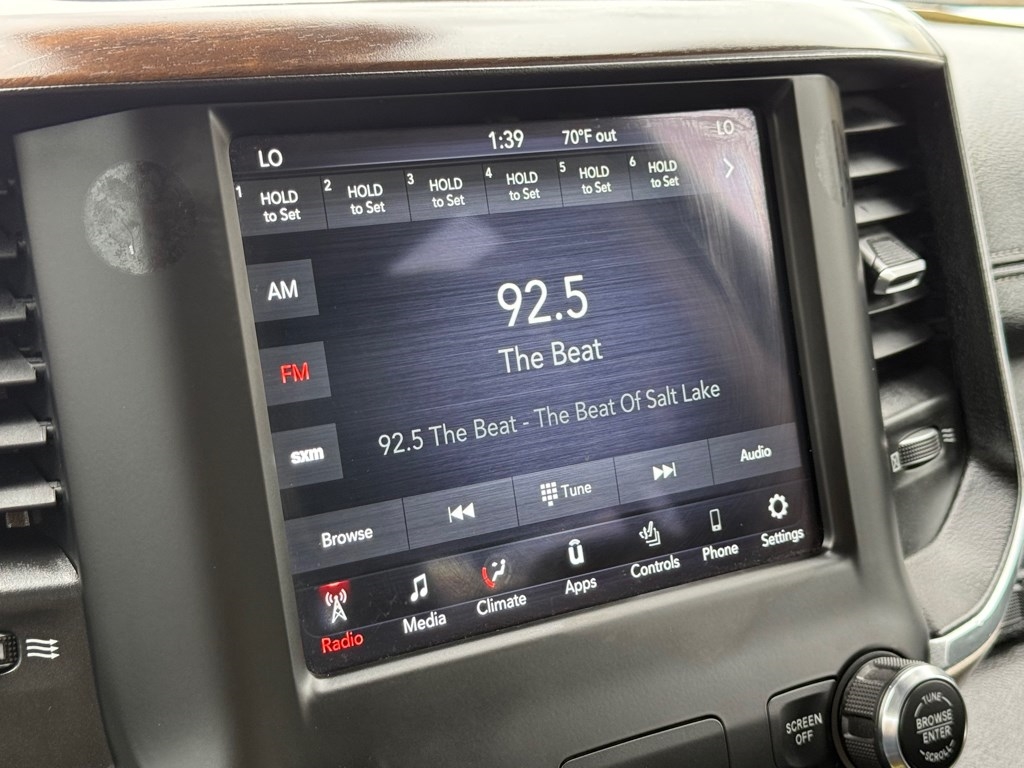 LO 1:39 70°F out LO
1 HOLD to Set
2 HOLD to Set
3 HOLD to Set
4 HOLD to Set
5 HOLD to Set
6 HOLD to Set
AM
92.5
The Beat
FM
92.5 The Beat - The Beat Of Salt Lake
sxm
Browse Tune Audio
Radio Media Climate Apps Controls Phone Settings
SCREEN
OFF
TUNE
BROWSE
ENTER
SCROLL